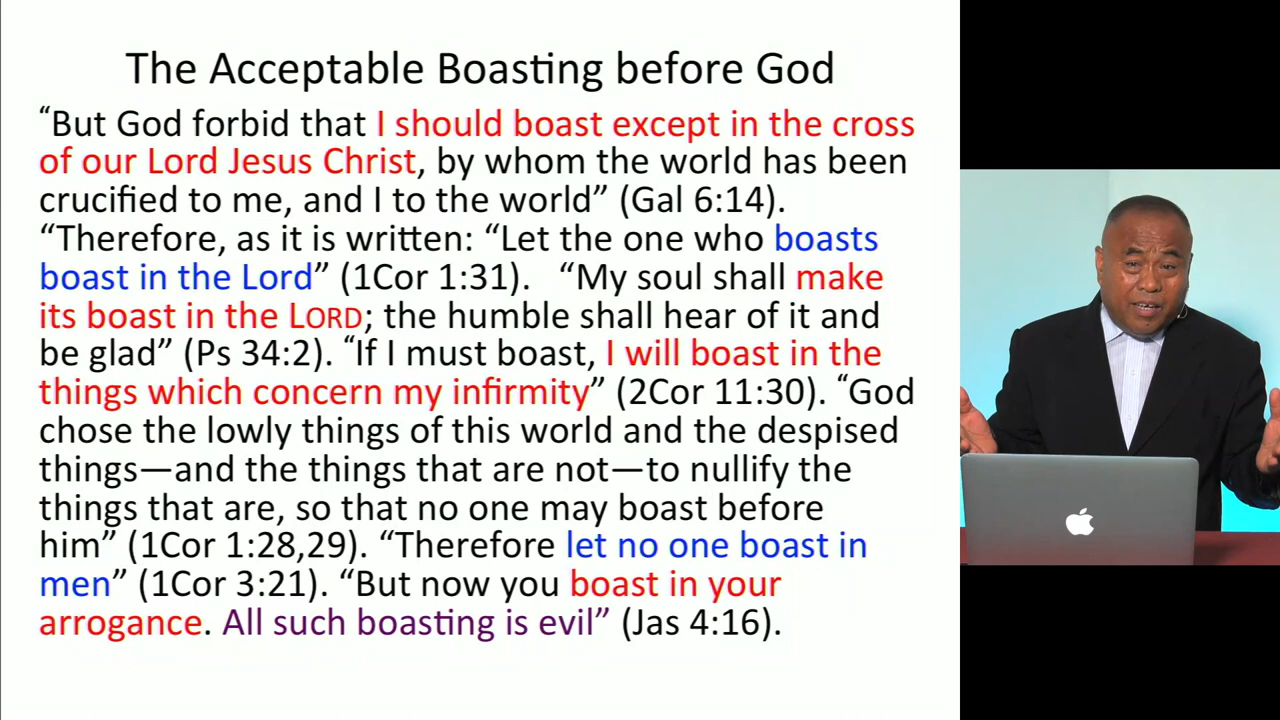 The Acceptable Boasting before God
“But God forbid that I should boast except in the cross
of our Lord Jesus Christ, by whom the world has been
crucified to me, and I to the world” (Gal 6:14).
“Therefore, as it is written: “Let the one who boasts
boast in the Lord” (1Cor 1:31). “My soul shall make
its boast in the LORD; the humble shall hear of it and
be glad” (Ps 34:2). “If I must boast, I will boast in the
things which concern my infirmity” (2Cor 11:30). “God
chose the lowly things of this world and the despised
things—and the things that are not—to nullify the
things that are, so that no one may boast before
him” (1Cor 1:28,29). “Therefore let no one boast in
men” (1Cor 3:21). “But now you boast in your
arrogance. All such boasting is evil” (Jas 4:16).